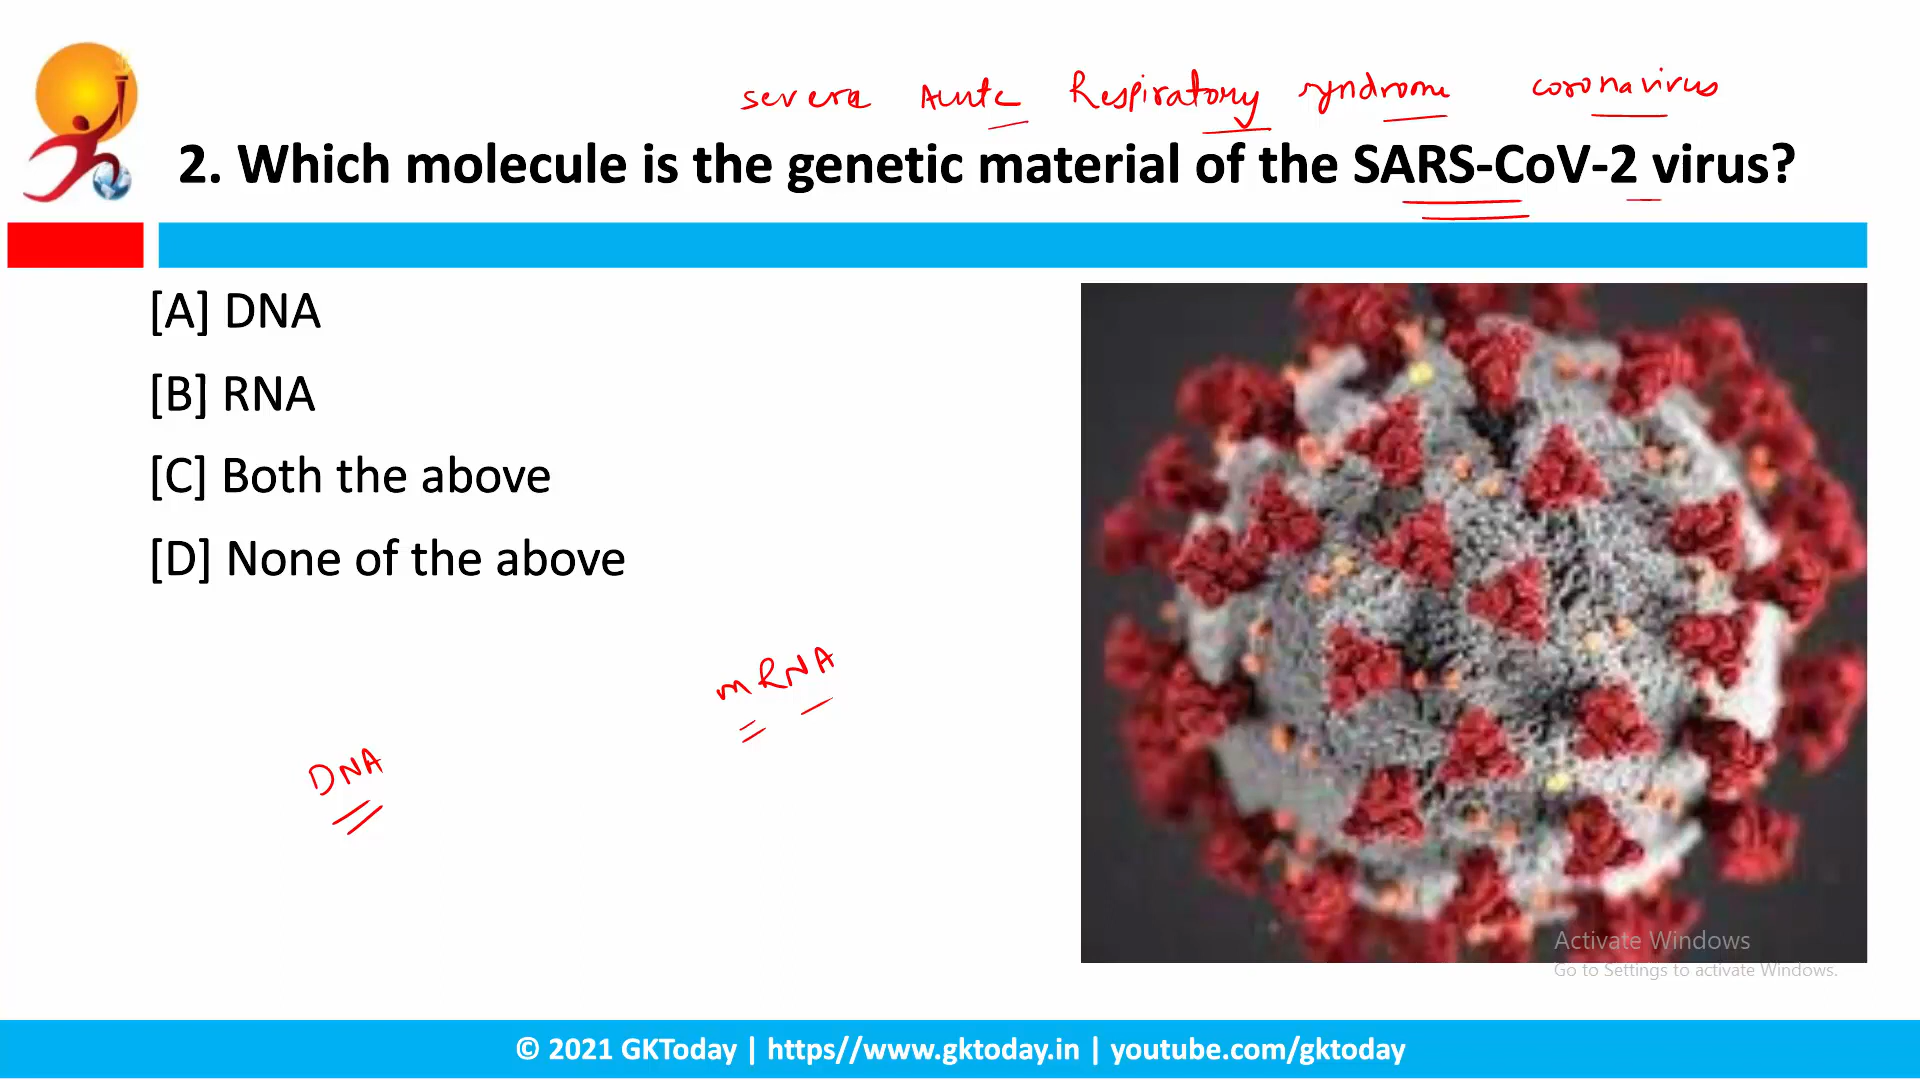 severe Acute Respiratory syndrome coronavirus
2. Which molecule is the genetic material of the SARS-CoV-2 virus?
[A] DNA
[B] RNA
[C] Both the above
[D] None of the above
mRNA
DNA
Activate Windows
Go to Settings to activate Windows.
© 2021 GKToday | https//www.gktoday.in | youtube.com/gktoday